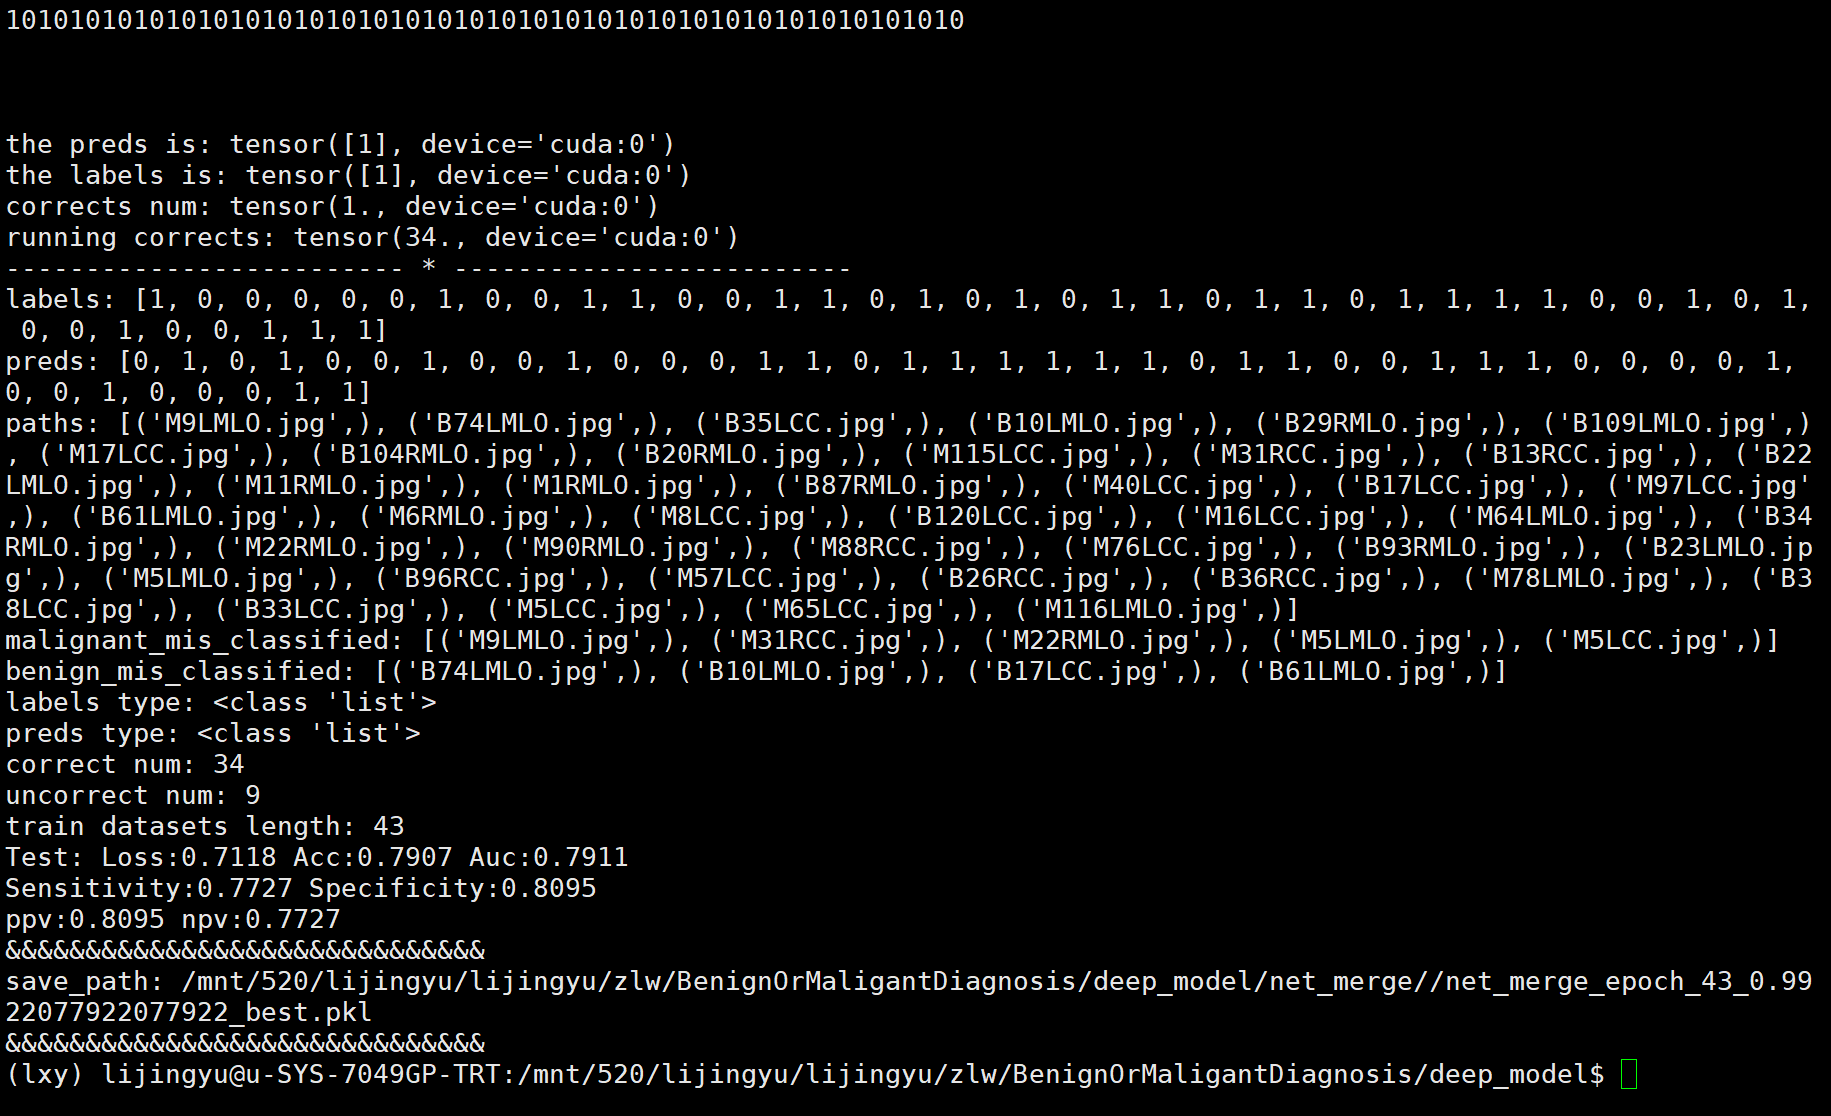 101010101010101010101010101010101010101010101010101010101010
the preds is: tensor([1], device='cuda:0')
the labels is: tensor([1], device='cuda:0')
corrects num: tensor(1., device='cuda:0')
running corrects: tensor(34., device='cuda:0')
------------------------- * -------------------------
labels: [1, 0, 0, 0, 0, 0, 1, 0, 0, 1, 1, 0, 0, 1, 1, 0, 1, 0, 1, 0, 1, 1, 0, 1, 1, 0, 1, 1, 1, 1, 0, 0, 1, 0, 1,
 0, 0, 1, 0, 0, 1, 1, 1]
preds: [0, 1, 0, 1, 0, 0, 1, 0, 0, 1, 0, 0, 0, 1, 1, 0, 1, 1, 1, 1, 1, 1, 0, 1, 1, 0, 0, 1, 1, 1, 0, 0, 0, 0, 1,
0, 0, 1, 0, 0, 0, 1, 1]
paths: [('M9LMLO.jpg',), ('B74LMLO.jpg',), ('B35LCC.jpg',), ('B10LMLO.jpg',), ('B29RMLO.jpg',), ('B109LMLO.jpg',)
, ('M17LCC.jpg',), ('B104RMLO.jpg',), ('B20RMLO.jpg',), ('M115LCC.jpg',), ('M31RCC.jpg',), ('B13RCC.jpg',), ('B22
LMLO.jpg',), ('M11RMLO.jpg',), ('M1RMLO.jpg',), ('B87RMLO.jpg',), ('M40LCC.jpg',), ('B17LCC.jpg',), ('M97LCC.jpg'
,), ('B61LMLO.jpg',), ('M6RMLO.jpg',), ('M8LCC.jpg',), ('B120LCC.jpg',), ('M16LCC.jpg',), ('M64LMLO.jpg',), ('B34
RMLO.jpg',), ('M22RMLO.jpg',), ('M90RMLO.jpg',), ('M88RCC.jpg',), ('M76LCC.jpg',), ('B93RMLO.jpg',), ('B23LMLO.jp
g',), ('M5LMLO.jpg',), ('B96RCC.jpg',), ('M57LCC.jpg',), ('B26RCC.jpg',), ('B36RCC.jpg',), ('M78LMLO.jpg',), ('B3
8LCC.jpg',), ('B33LCC.jpg',), ('M5LCC.jpg',), ('M65LCC.jpg',), ('M116LMLO.jpg',)]
malignant_mis_classified: [('M9LMLO.jpg',), ('M31RCC.jpg',), ('M22RMLO.jpg',), ('M5LMLO.jpg',), ('M5LCC.jpg',)]
benign_mis_classified: [('B74LMLO.jpg',), ('B10LMLO.jpg',), ('B17LCC.jpg',), ('B61LMLO.jpg',)]
labels type: <class 'list'>
preds type: <class 'list'>
correct num: 34
uncorrect num: 9
train datasets length: 43
Test: Loss:0.7118 Acc:0.7907 Auc:0.7911
Sensitivity:0.7727 Specificity:0.8095
ppv:0.8095 npv:0.7727
&&&&&&&&&&&&&&&&&&&&&&&&&&&&&&
save_path: /mnt/520/lijingyu/lijingyu/zlw/BenignOrMaligantDiagnosis/deep_model/net_merge//net_merge_epoch_43_0.99
22077922077922_best.pkl
&&&&&&&&&&&&&&&&&&&&&&&&&&&&&&
(lxy) lijingyu@u-SYS-7049GP-TRT:/mnt/520/lijingyu/lijingyu/zlw/BenignOrMaligantDiagnosis/deep_model$